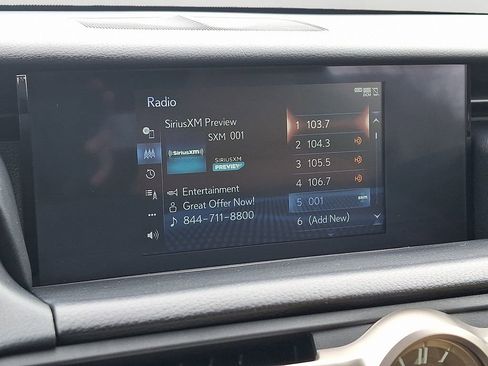 Radio
SiriusXM Preview
SXM 001
SiriusXM
SIRIUSXM
PREVIEW
Entertainment
Great Offer Now!
844-711-8800
1 103.7
2 104.3
3 105.5
4 106.7
5 001 sxm
6 (Add New)